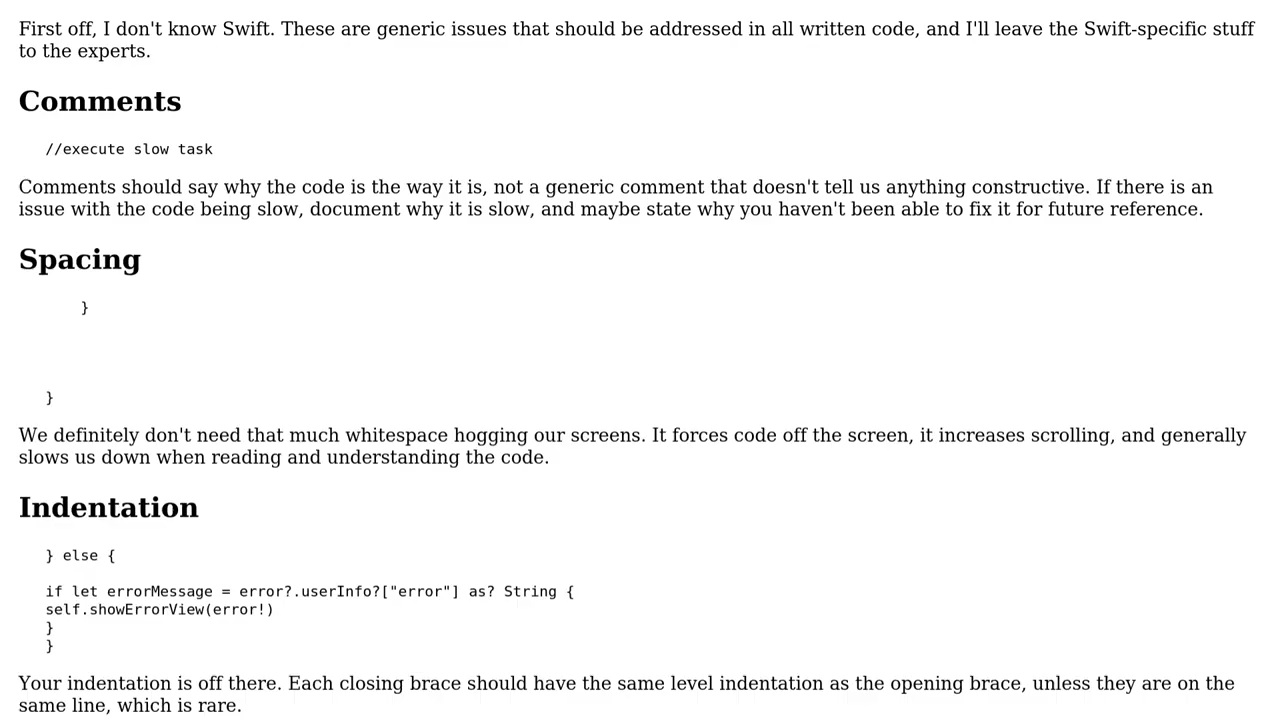 First off, I don't know Swift. These are generic issues that should be addressed in all written code, and I'll leave the Swift-specific stuff
to the experts.
Comments
//execute slow task
Comments should say why the code is the way it is, not a generic comment that doesn't tell us anything constructive. If there is an
issue with the code being slow, document why it is slow, and maybe state why you haven't been able to fix it for future reference.
Spacing
}
}
We definitely don't need that much whitespace hogging our screens. It forces code off the screen, it increases scrolling, and generally
slows us down when reading and understanding the code.
Indentation
} else {
if let errorMessage = error?.userInfo?["error"] as? String {
self.showErrorView(error!)
}
}
Your indentation is off there. Each closing brace should have the same level indentation as the opening brace, unless they are on the
same line, which is rare.